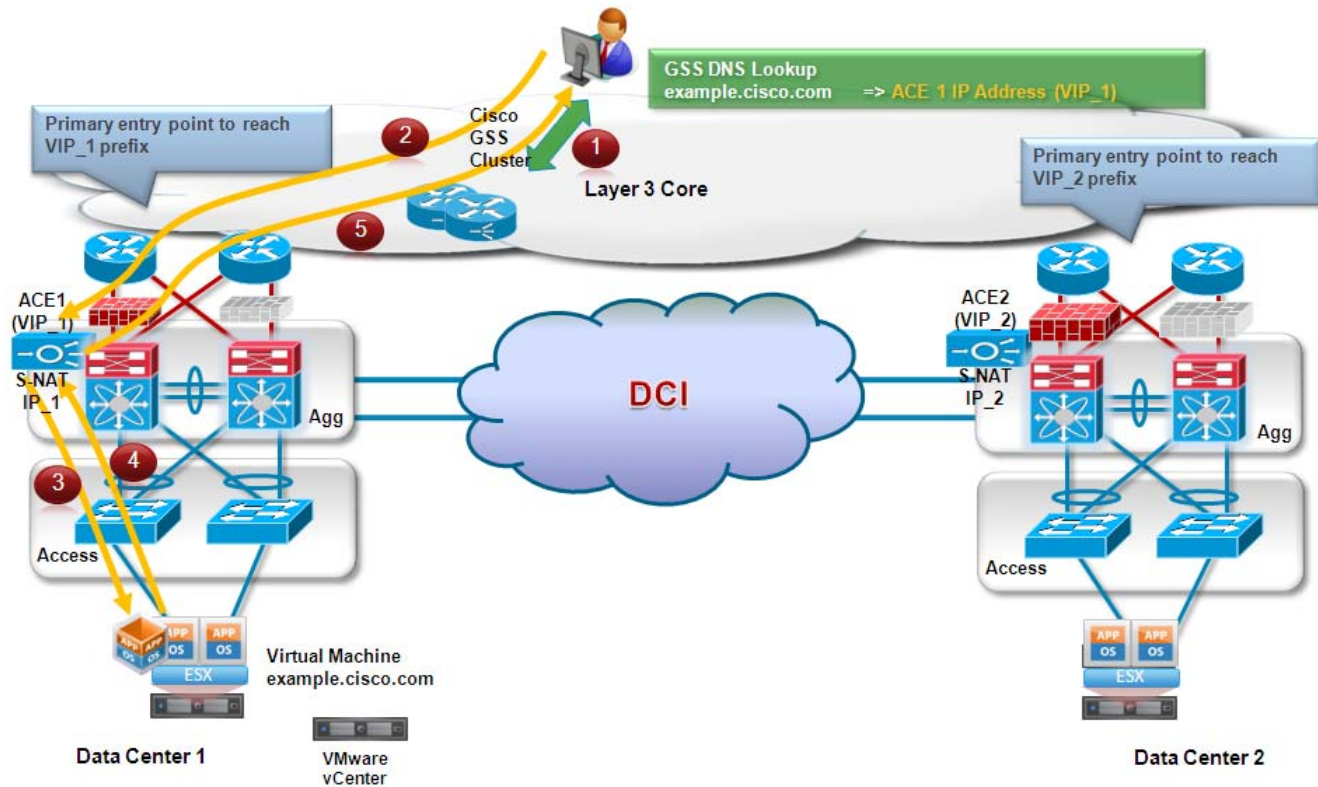 GSS DNS Lookup
example.cisco.com => ACE 1 IP Address (VIP_1)
Primary entry point to reach
VIP_1 prefix
2
Cisco
GSS
Cluster
1
Primary entry point to reach
VIP_2 prefix
Layer 3 Core
5
ACE1
(VIP_1)
S-NAT
IP_1
Agg
DCI
ACE2
(VIP_2)
S-NAT
IP_2
Agg
3
4
Access
Access
APP
OS
APP
OS
APP
OS
APP
OS
ESX
Virtual Machine
example.cisco.com
APP
OS
APP
OS
ESX
Data Center 1
VMware
vCenter
Data Center 2